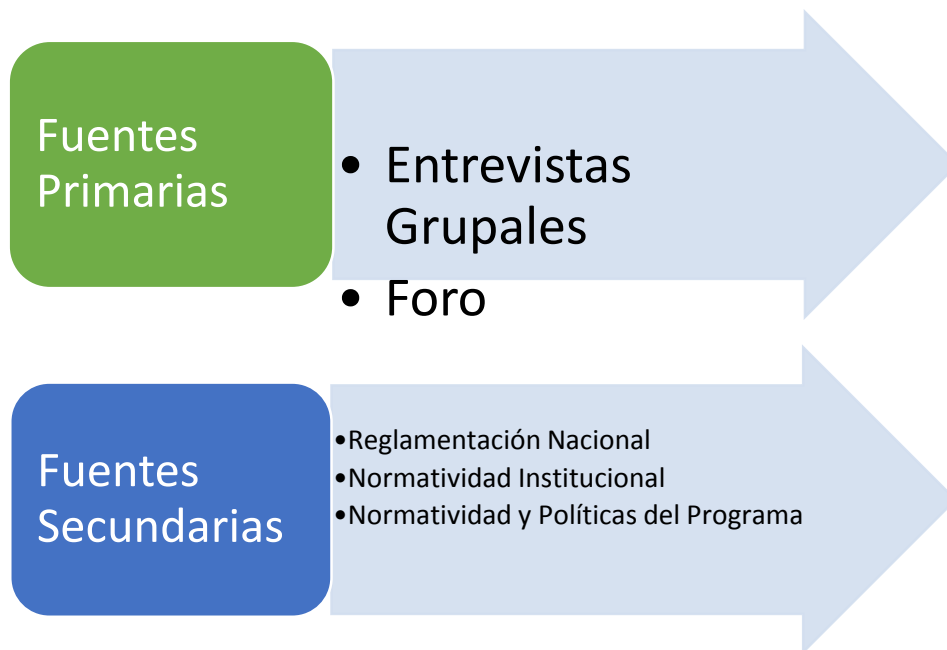 Fuentes
Primarias
• Entrevistas
Grupales
• Foro
Fuentes
Secundarias
•Reglamentación Nacional
•Normatividad Institucional
•Normatividad y Políticas del Programa